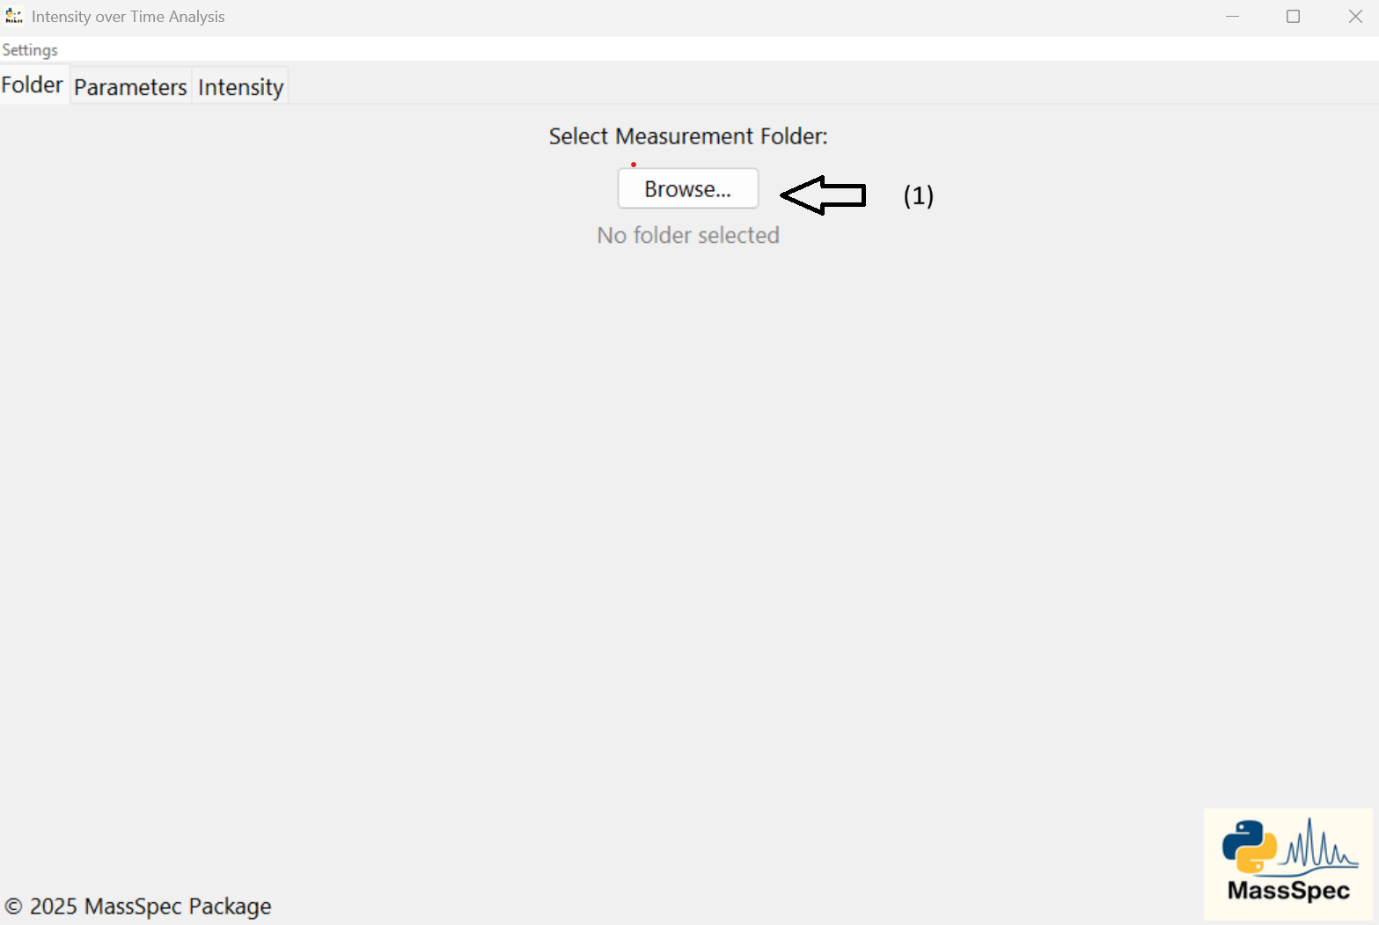 Intensity over Time Analysis
Settings
Folder Parameters Intensity
Select Measurement Folder:
Browse...
(1)
No folder selected
MassSpec
© 2025 MassSpec Package